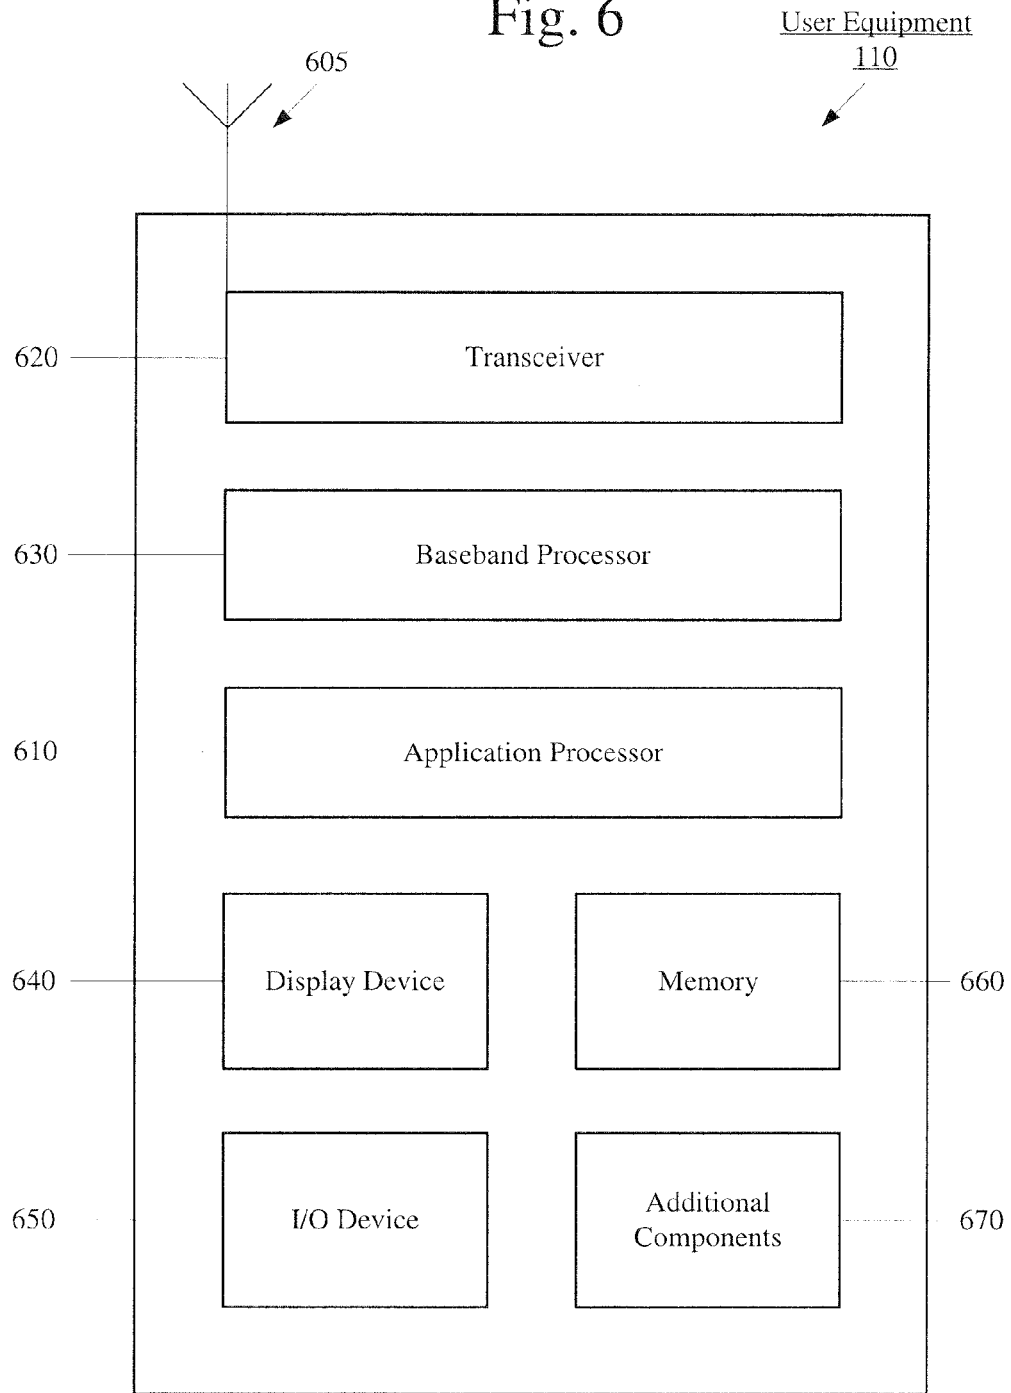 Fig. 6
User Equipment
110
605
620
Transceiver
630
Baseband Processor
610
Application Processor
640
Display Device
Memory
660
650
I/O Device
Additional
Components
670